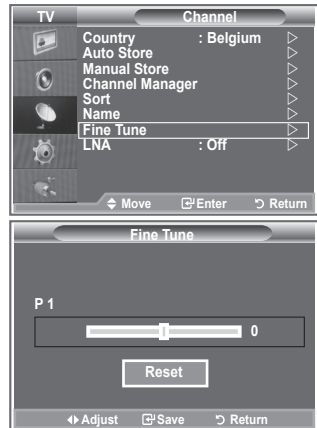 TV Channel
Country : Belgium
Auto Store
Manual Store
Channel Manager
Sort
Name
Fine Tune
LNA : Off
Move Enter Return
Fine Tune
P 1
0
Reset
Adjust Save Return